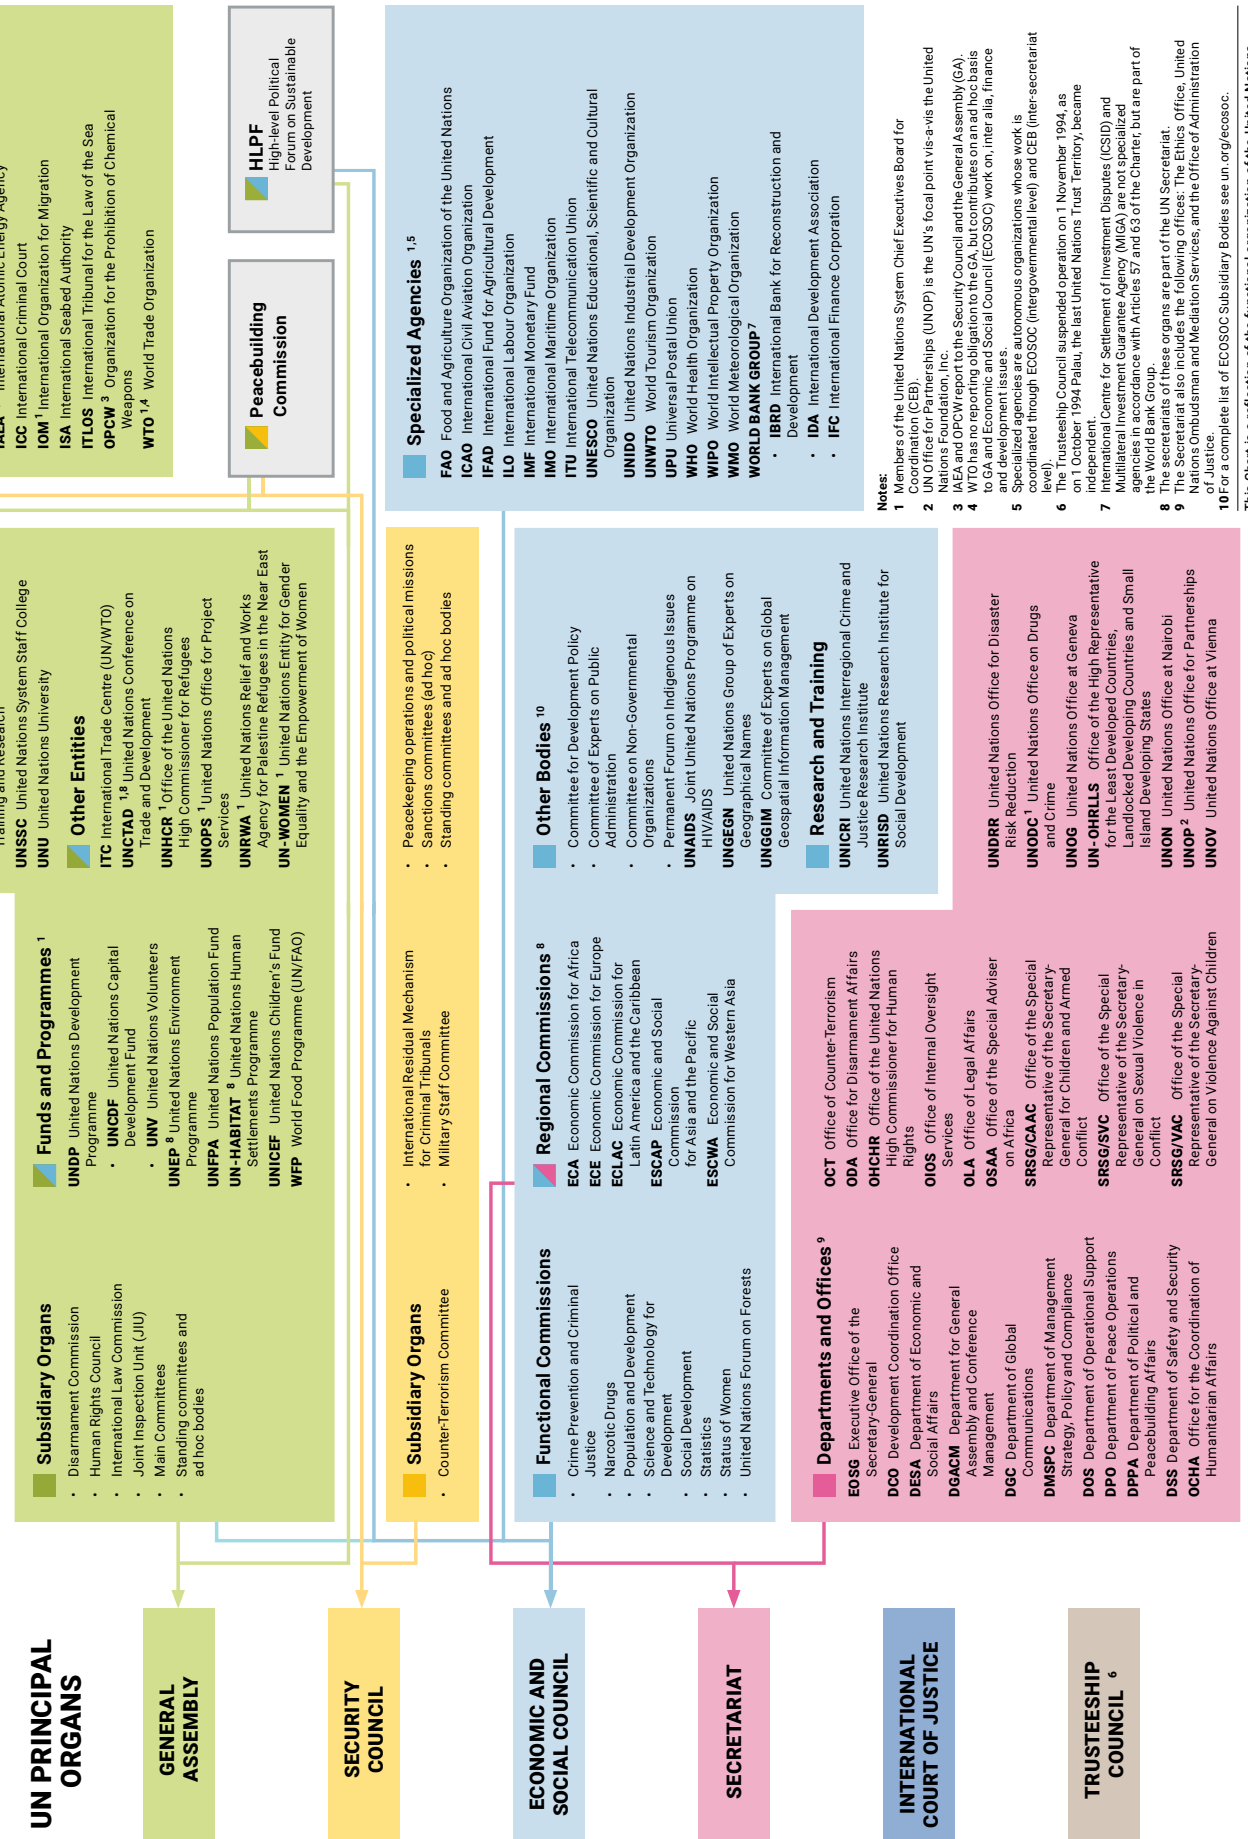 UN PRINCIPAL
ORGANS
GENERAL
ASSEMBLY
SECURITY
COUNCIL
ECONOMIC AND
SOCIAL COUNCIL
SECRETARIAT
INTERNATIONAL
COURT OF JUSTICE
TRUSTEESHIP
COUNCIL 6
Subsidiary Organs
• Disarmament Commission
• Human Rights Council
• International Law Commission
• Joint Inspection Unit (JIU)
• Main Committees
• Standing committees and
ad hoc bodies
Funds and Programmes 1
UNDP United Nations Development
Programme
• UNCDF United Nations Capital
Development Fund
• UNV United Nations Volunteers
UNEP 8 United Nations Environment
Programme
UNFPA United Nations Population Fund
UN-HABITAT 8 United Nations Human
Settlements Programme
UNICEF United Nations Children's Fund
WFP World Food Programme (UN/FAO)
Training and Research
UNSSC United Nations System Staff College
UNU United Nations University
Other Entities
ITC International Trade Centre (UN/WTO)
UNCTAD 1,8 United Nations Conference on
Trade and Development
UNHCR 1 Office of the United Nations
High Commissioner for Refugees
UNOPS 1 United Nations Office for Project
Services
UNRWA 1 United Nations Relief and Works
Agency for Palestine Refugees in the Near East
UN-WOMEN 1 United Nations Entity for Gender
Equality and the Empowerment of Women
IAEA International Atomic Energy Agency
ICC International Criminal Court
IOM 1 International Organization for Migration
ISA International Seabed Authority
ITLOS International Tribunal for the Law of the Sea
OPCW 3 Organization for the Prohibition of Chemical
Weapons
WTO 1,4 World Trade Organization
Peacebuilding
Commission
HLPF
High-level Political
Forum on Sustainable
Development
Subsidiary Organs
• Counter-Terrorism Committee
• International Residual Mechanism
for Criminal Tribunals
• Military Staff Committee
• Peacekeeping operations and political missions
• Sanctions committees (ad hoc)
• Standing committees and ad hoc bodies
Functional Commissions
• Crime Prevention and Criminal
Justice
• Narcotic Drugs
• Population and Development
• Science and Technology for
Development
• Social Development
• Statistics
• Status of Women
• United Nations Forum on Forests
Regional Commissions 8
ECA Economic Commission for Africa
ECE Economic Commission for Europe
ECLAC Economic Commission for
Latin America and the Caribbean
ESCAP Economic and Social
Commission
for Asia and the Pacific
ESCWA Economic and Social
Commission for Western Asia
Other Bodies 10
• Committee for Development Policy
• Committee of Experts on Public
Administration
• Committee on Non-Governmental
Organizations
• Permanent Forum on Indigenous Issues
UNAIDS Joint United Nations Programme on
HIV/AIDS
UNGEGN United Nations Group of Experts on
Geographical Names
UNGGIM Committee of Experts on Global
Geospatial Information Management
Research and Training
UNICRI United Nations Interregional Crime and
Justice Research Institute
UNRISD United Nations Research Institute for
Social Development
Specialized Agencies 1,5
FAO Food and Agriculture Organization of the United Nations
ICAO International Civil Aviation Organization
IFAD International Fund for Agricultural Development
ILO International Labour Organization
IMF International Monetary Fund
IMO International Maritime Organization
ITU International Telecommunication Union
UNESCO United Nations Educational, Scientific and Cultural
Organization
UNIDO United Nations Industrial Development Organization
UNWTO World Tourism Organization
UPU Universal Postal Union
WHO World Health Organization
WIPO World Intellectual Property Organization
WMO World Meteorological Organization
WORLD BANK GROUP 7
• IBRD International Bank for Reconstruction and
Development
• IDA International Development Association
• IFC International Finance Corporation
Departments and Offices 9
EOSG Executive Office of the
Secretary-General
DCO Development Coordination Office
DESA Department of Economic and
Social Affairs
DGACM Department for General
Assembly and Conference
Management
DGC Department of Global
Communications
DMSPC Department of Management
Strategy, Policy and Compliance
DOS Department of Operational Support
DPO Department of Peace Operations
DPPA Department of Political and
Peacebuilding Affairs
DSS Department of Safety and Security
OCHA Office for the Coordination of
Humanitarian Affairs
OCT Office of Counter-Terrorism
ODA Office for Disarmament Affairs
OHCHR Office of the United Nations
High Commissioner for Human
Rights
OIOS Office of Internal Oversight
Services
OLA Office of Legal Affairs
OSAA Office of the Special Adviser
on Africa
SRSG/CAAC Office of the Special
Representative of the Secretary-
General for Children and Armed
Conflict
SRSG/SVC Office of the Special
Representative of the Secretary-
General on Sexual Violence in
Conflict
SRSG/VAC Office of the Special
Representative of the Secretary-
General on Violence Against Children
UNDRR United Nations Office for Disaster
Risk Reduction
UNODC 1 United Nations Office on Drugs
and Crime
UNOG United Nations Office at Geneva
UN-OHRLLS Office of the High Representative
for the Least Developed Countries,
Landlocked Developing Countries and Small
Island Developing States
UNON United Nations Office at Nairobi
UNOP 2 United Nations Office for Partnerships
UNOV United Nations Office at Vienna
Notes:
1 Members of the United Nations System Chief Executives Board for
Coordination (CEB).
2 UN Office for Partnerships (UNOP) is the UN's focal point vis-a-vis the United
Nations Foundation, Inc.
3 IAEA and OPCW report to the Security Council and the General Assembly (GA).
4 WTO has no reporting obligation to the GA, but contributes on an ad hoc basis
to GA and Economic and Social Council (ECOSOC) work on, inter alia, finance
and development issues.
5 Specialized agencies are autonomous organizations whose work is
coordinated through ECOSOC (intergovernmental level) and CEB (inter-secretariat
level).
6 The Trusteeship Council suspended operation on 1 November 1994, as
on 1 October 1994 Palau, the last United Nations Trust Territory, became
independent.
7 International Centre for Settlement of Investment Disputes (ICSID) and
Multilateral Investment Guarantee Agency (MIGA) are not specialized
agencies in accordance with Articles 57 and 63 of the Charter, but are part of
the World Bank Group.
8 The secretariats of these organs are part of the UN Secretariat.
9 The Secretariat also includes the following offices: The Ethics Office, United
Nations Ombudsman and Mediation Services, and the Office of Administration
of Justice.
10 For a complete list of ECOSOC Subsidiary Bodies see un.org/ecosoc.
This Chart is a reflection of the functional organization of the United Nations